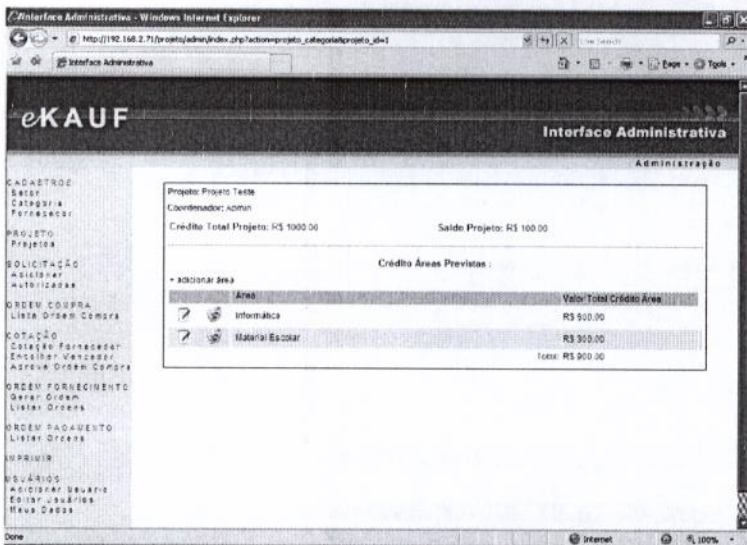 Interface Administrativa - Windows Internet Explorer
http://192.168.2.71/projeto/admin/index.php?action=projeto_categoria&projeto_id=1
Live Search
Interface Administrativa
Page
Tools
eKAUF
Interface Administrativa
Administração
CADASTROS
Setor
Categoria
Fornecedor
PROJETO
Projetos
SOLICITAÇÃO
Adicionar
Autorizadas
ORDEM COMPRA
Lista Ordem Compra
COTAÇÃO
Cotação Fornecedor
Escolher Vencedor
Aprova Ordem Compra
ORDEM FORNECIMENTO
Gerar Ordem
Listar Ordens
ORDEM PAGAMENTO
Listar Ordens
IMPRIMIR
USUÁRIOS
Adicionar Usuário
Editar Usuários
Meus Dados
Projeto: Projeto Teste
Coordenador: Admin
Crédito Total Projeto: R$ 1000.00
Saldo Projeto: R$ 100.00
Crédito Áreas Previstas :
+ adicionar área
Área
Valor Total Crédito Área
Informática
Material Escolar
R$ 300.00
Total: R$ 900.00
Done
Internet
100%